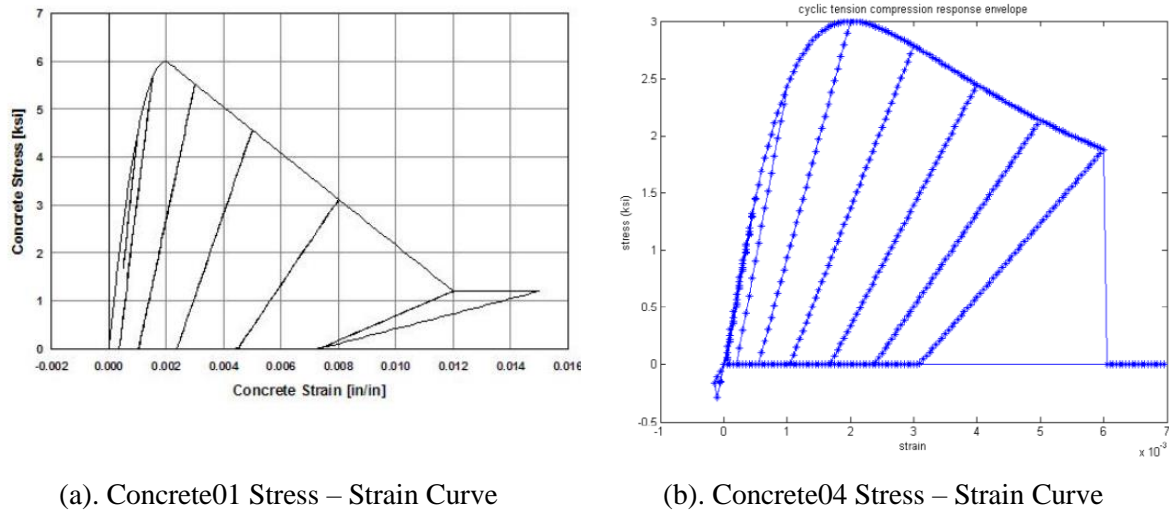 7
6
5
4
3
2
1
0
Concrete Stress [ksi]
-0.002 0.000 0.002 0.004 0.006 0.008 0.010 0.012 0.014 0.016
Concrete Strain [in/in]
cyclic tension compression response envelope
3
2.5
2
1.5
1
0.5
0
-0.5
stress (ksi)
-1 0 1 2 3 4 5 6 7
strain
x 10⁻³
(a). Concrete01 Stress – Strain Curve
(b). Concrete04 Stress – Strain Curve